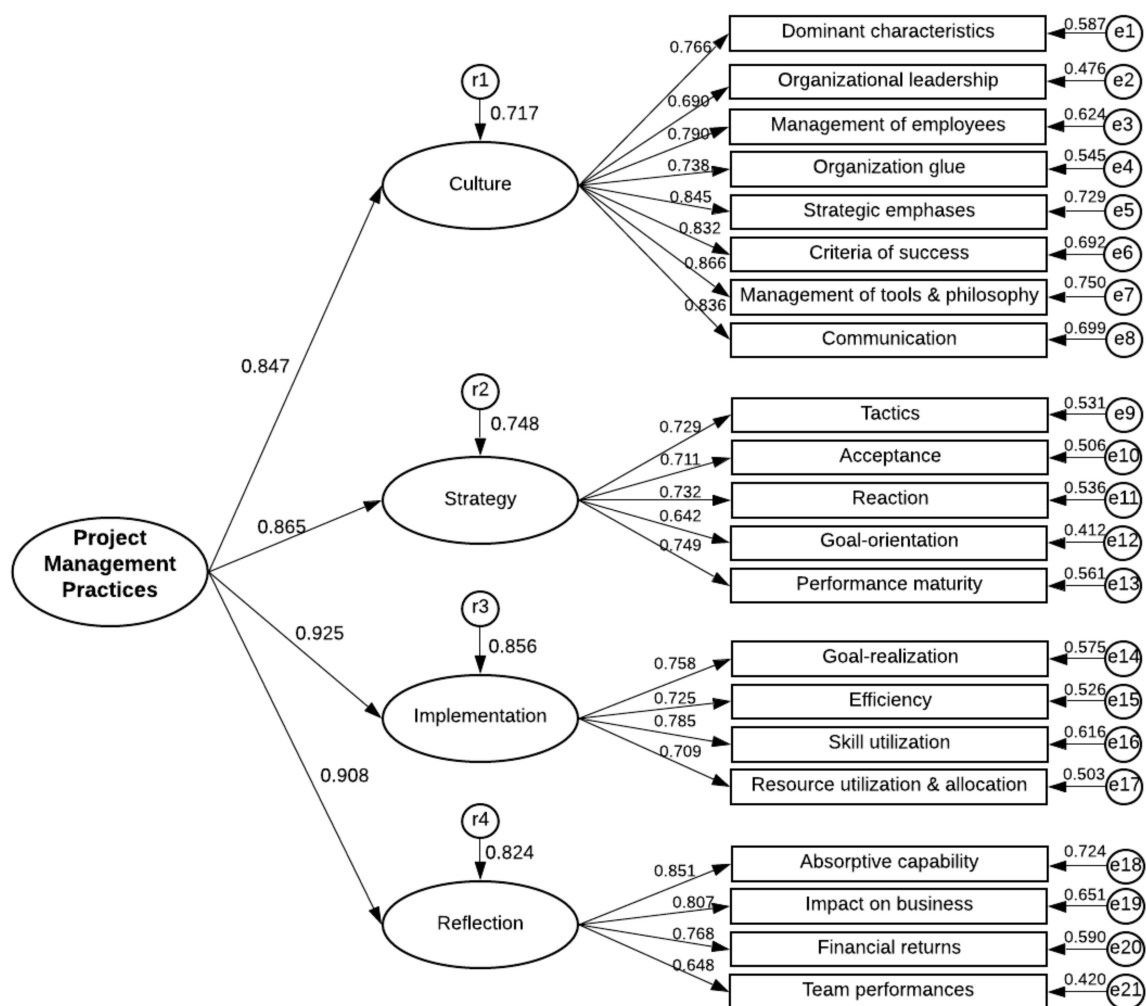 Project
Management
Practices
0.847
0.865
0.925
0.908
r1
0.717
Culture
0.766
0.690
0.790
0.738
0.845
0.832
0.866
0.836
Dominant characteristics
0.587
e1
Organizational leadership
0.476
e2
Management of employees
0.624
e3
Organization glue
0.545
e4
Strategic emphases
0.729
e5
Criteria of success
0.692
e6
Management of tools & philosophy
0.750
e7
Communication
0.699
e8
r2
0.748
Strategy
0.729
0.711
0.732
0.642
0.749
Tactics
0.531
e9
Acceptance
0.506
e10
Reaction
0.536
e11
Goal-orientation
0.412
e12
Performance maturity
0.561
e13
r3
0.856
Implementation
0.758
0.725
0.785
0.709
Goal-realization
0.575
e14
Efficiency
0.526
e15
Skill utilization
0.616
e16
Resource utilization & allocation
0.503
e17
r4
0.824
Reflection
0.851
0.807
0.768
0.648
Absorptive capability
0.724
e18
Impact on business
0.651
e19
Financial returns
0.590
e20
Team performances
0.420
e21